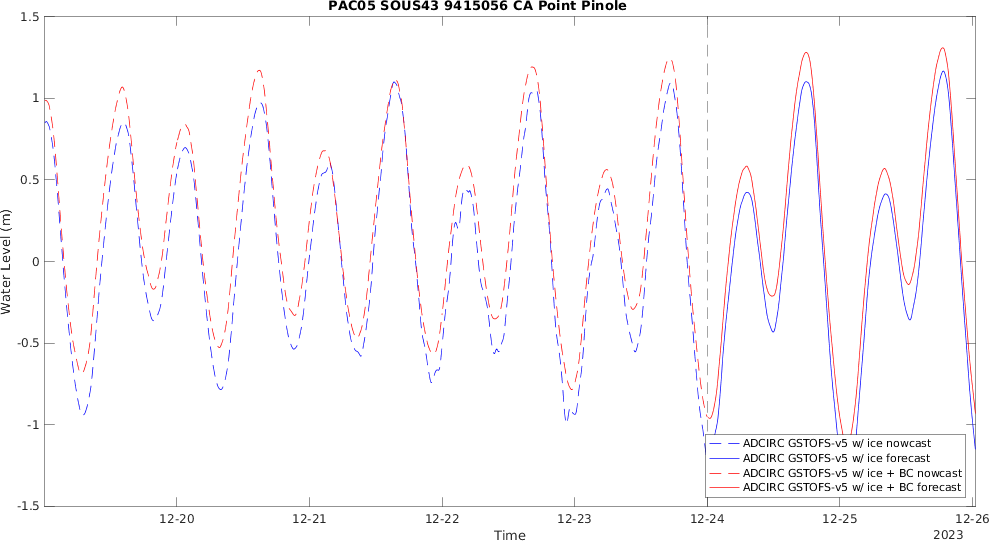 PAC05 SOUS43 9415056 CA Point Pinole
1.5
1
0.5
0
-0.5
-1
-1.5
Water Level (m)
12-20
12-21
12-22
12-23
12-24
12-25
12-26
Time
2023
ADCIRC GSTOFS-v5 w/ ice nowcast
ADCIRC GSTOFS-v5 w/ ice forecast
ADCIRC GSTOFS-v5 w/ ice + BC nowcast
ADCIRC GSTOFS-v5 w/ ice + BC forecast